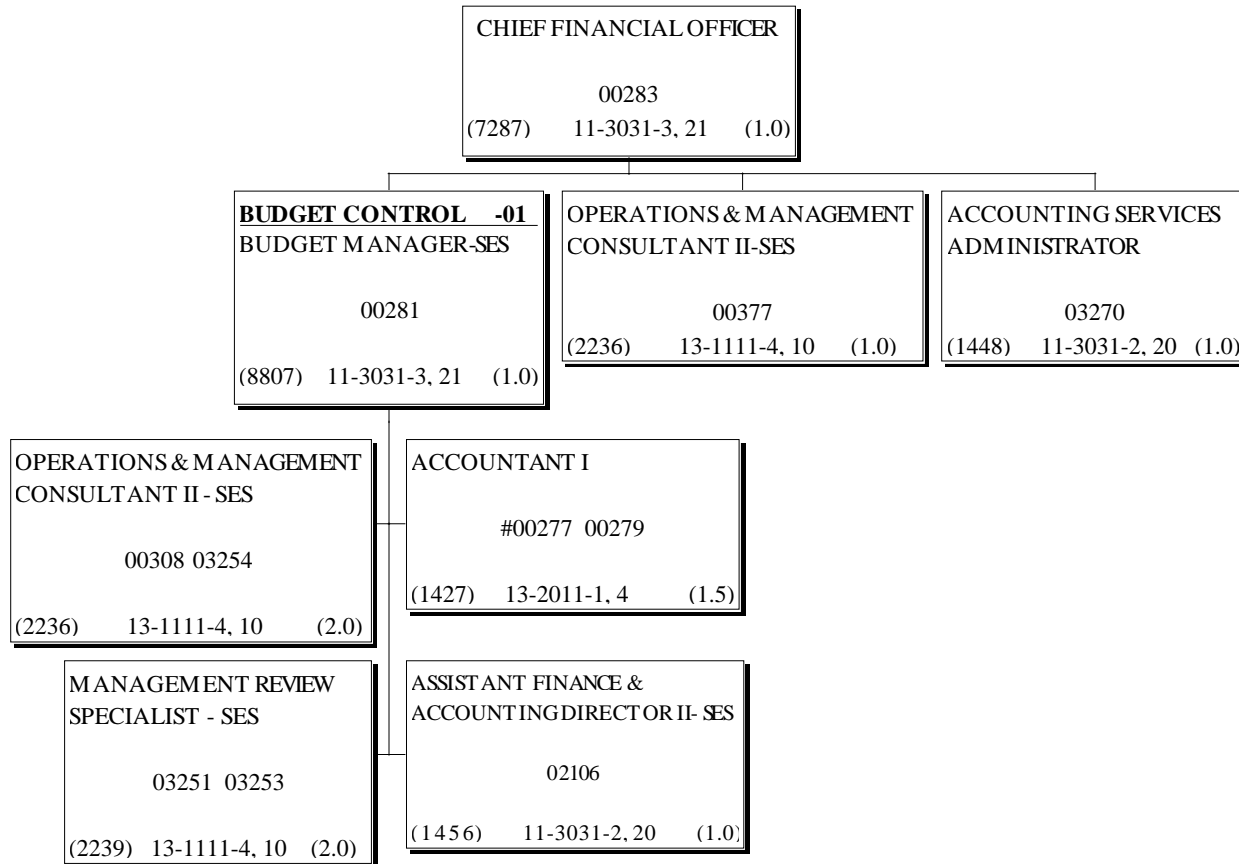 CHIEF FINANCIAL OFFICER
00283
(7287) 11-3031-3, 21 (1.0)
BUDGET CONTROL -01
BUDGET MANAGER-SES
00281
(8807) 11-3031-3, 21 (1.0)
OPERATIONS & MANAGEMENT
CONSULTANT II-SES
00377
(2236) 13-1111-4, 10 (1.0)
ACCOUNTING SERVICES
ADMINISTRATOR
03270
(1448) 11-3031-2, 20 (1.0)
OPERATIONS & MANAGEMENT
CONSULTANT II - SES
00308 03254
(2236) 13-1111-4, 10 (2.0)
ACCOUNTANT I
#00277 00279
(1427) 13-2011-1, 4 (1.5)
MANAGEMENT REVIEW
SPECIALIST - SES
03251 03253
(2239) 13-1111-4, 10 (2.0)
ASSISTANT FINANCE &
ACCOUNTING DIRECTOR II- SES
02106
(1456) 11-3031-2, 20 (1.0)